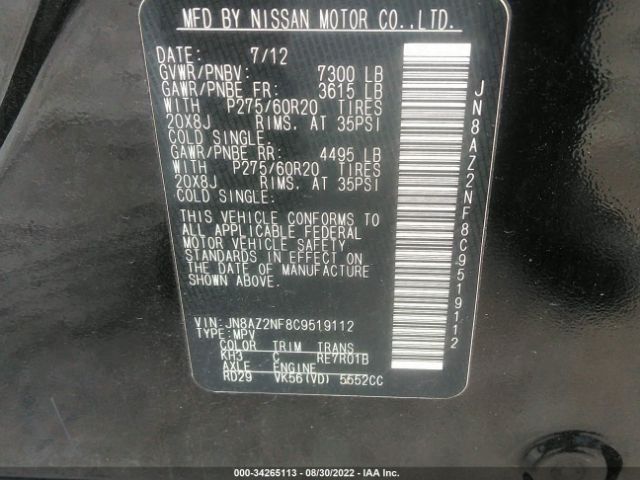 MFD BY NISSAN MOTOR CO.,LTD.
DATE: 7/12
GVWR/PNBV: 7300 LB
GAWR/PNBE FR: 3615 LB
WITH P275/60R20 TIRES
20X8J RIMS. AT 35PSI
COLD SINGLE.
GAWR/PNBE RR: 4495 LB
WITH P275/60R20 TIRES
20X8J RIMS. AT 35PSI
COLD SINGLE:
THIS VEHICLE CONFORMS TO
ALL APPLICABLE FEDERAL
MOTOR VEHICLE SAFETY
STANDARDS IN EFFECT ON
THE DATE OF MANUFACTURE
SHOWN ABOVE.
VIN:JN8AZ2NF8C9519112
TYPE:MPV
COLOR TRIM TRANS
KH3 C RE7R01B
AXLE ENGINE
RD29 VK56(VD) 5552CC
JN8AZ2NF8C9519112
000-34265113 - 08/30/2022 - IAA Inc.